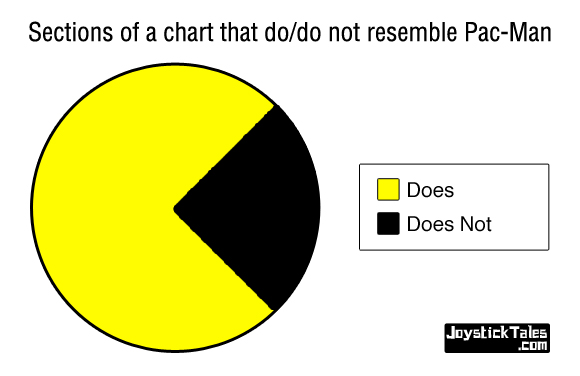 Sections of a chart that do/do not resemble Pac-Man
Does
Does Not
JoystickTales
.com